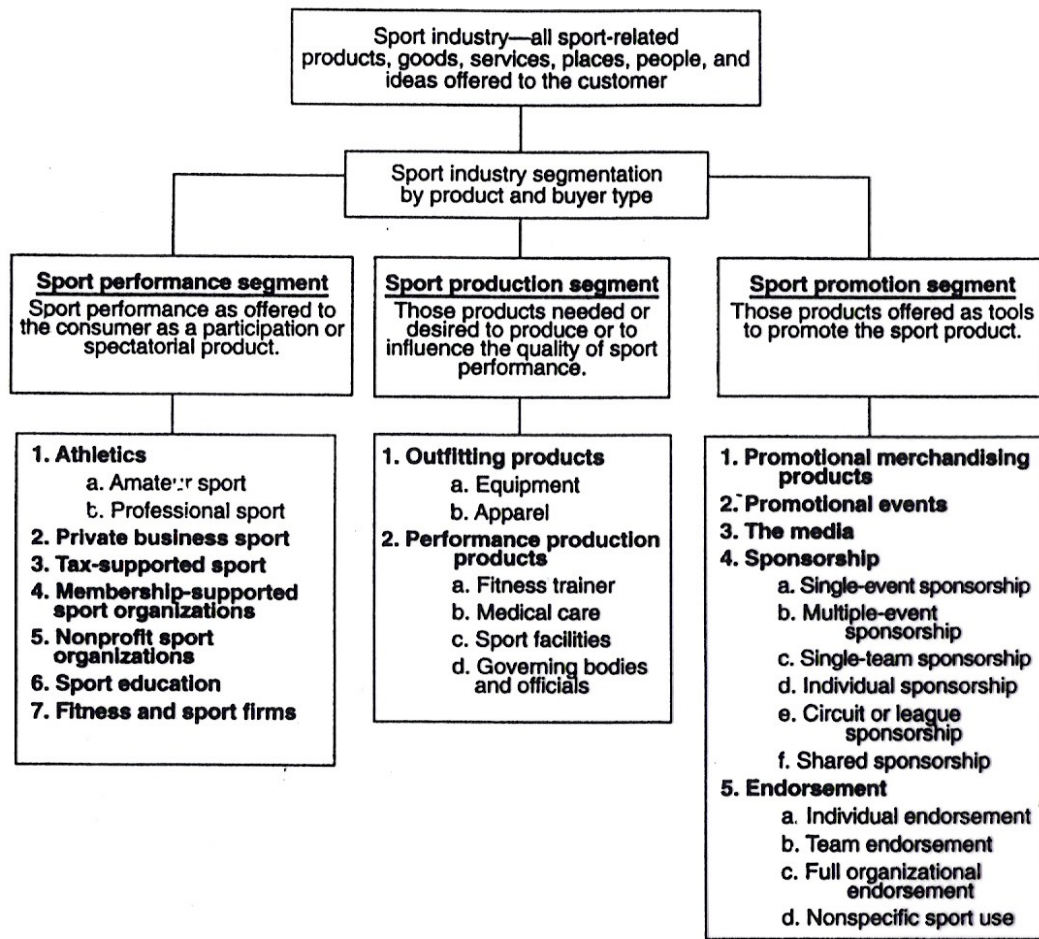 Sport industry—all sport-related
products, goods, services, places, people, and
ideas offered to the customer
Sport industry segmentation
by product and buyer type
Sport performance segment
Sport performance as offered to
the consumer as a participation or
spectatorial product.
Sport production segment
Those products needed or
desired to produce or to
influence the quality of sport
performance.
Sport promotion segment
Those products offered as tools
to promote the sport product.
1. Athletics
a. Amateur sport
b. Professional sport
2. Private business sport
3. Tax-supported sport
4. Membership-supported
sport organizations
5. Nonprofit sport
organizations
6. Sport education
7. Fitness and sport firms
1. Outfitting products
a. Equipment
b. Apparel
2. Performance production
products
a. Fitness trainer
b. Medical care
c. Sport facilities
d. Governing bodies
and officials
1. Promotional merchandising
products
2. Promotional events
3. The media
4. Sponsorship
a. Single-event sponsorship
b. Multiple-event
sponsorship
c. Single-team sponsorship
d. Individual sponsorship
e. Circuit or league
sponsorship
f. Shared sponsorship
5. Endorsement
a. Individual endorsement
b. Team endorsement
c. Full organizational
endorsement
d. Nonspecific sport use